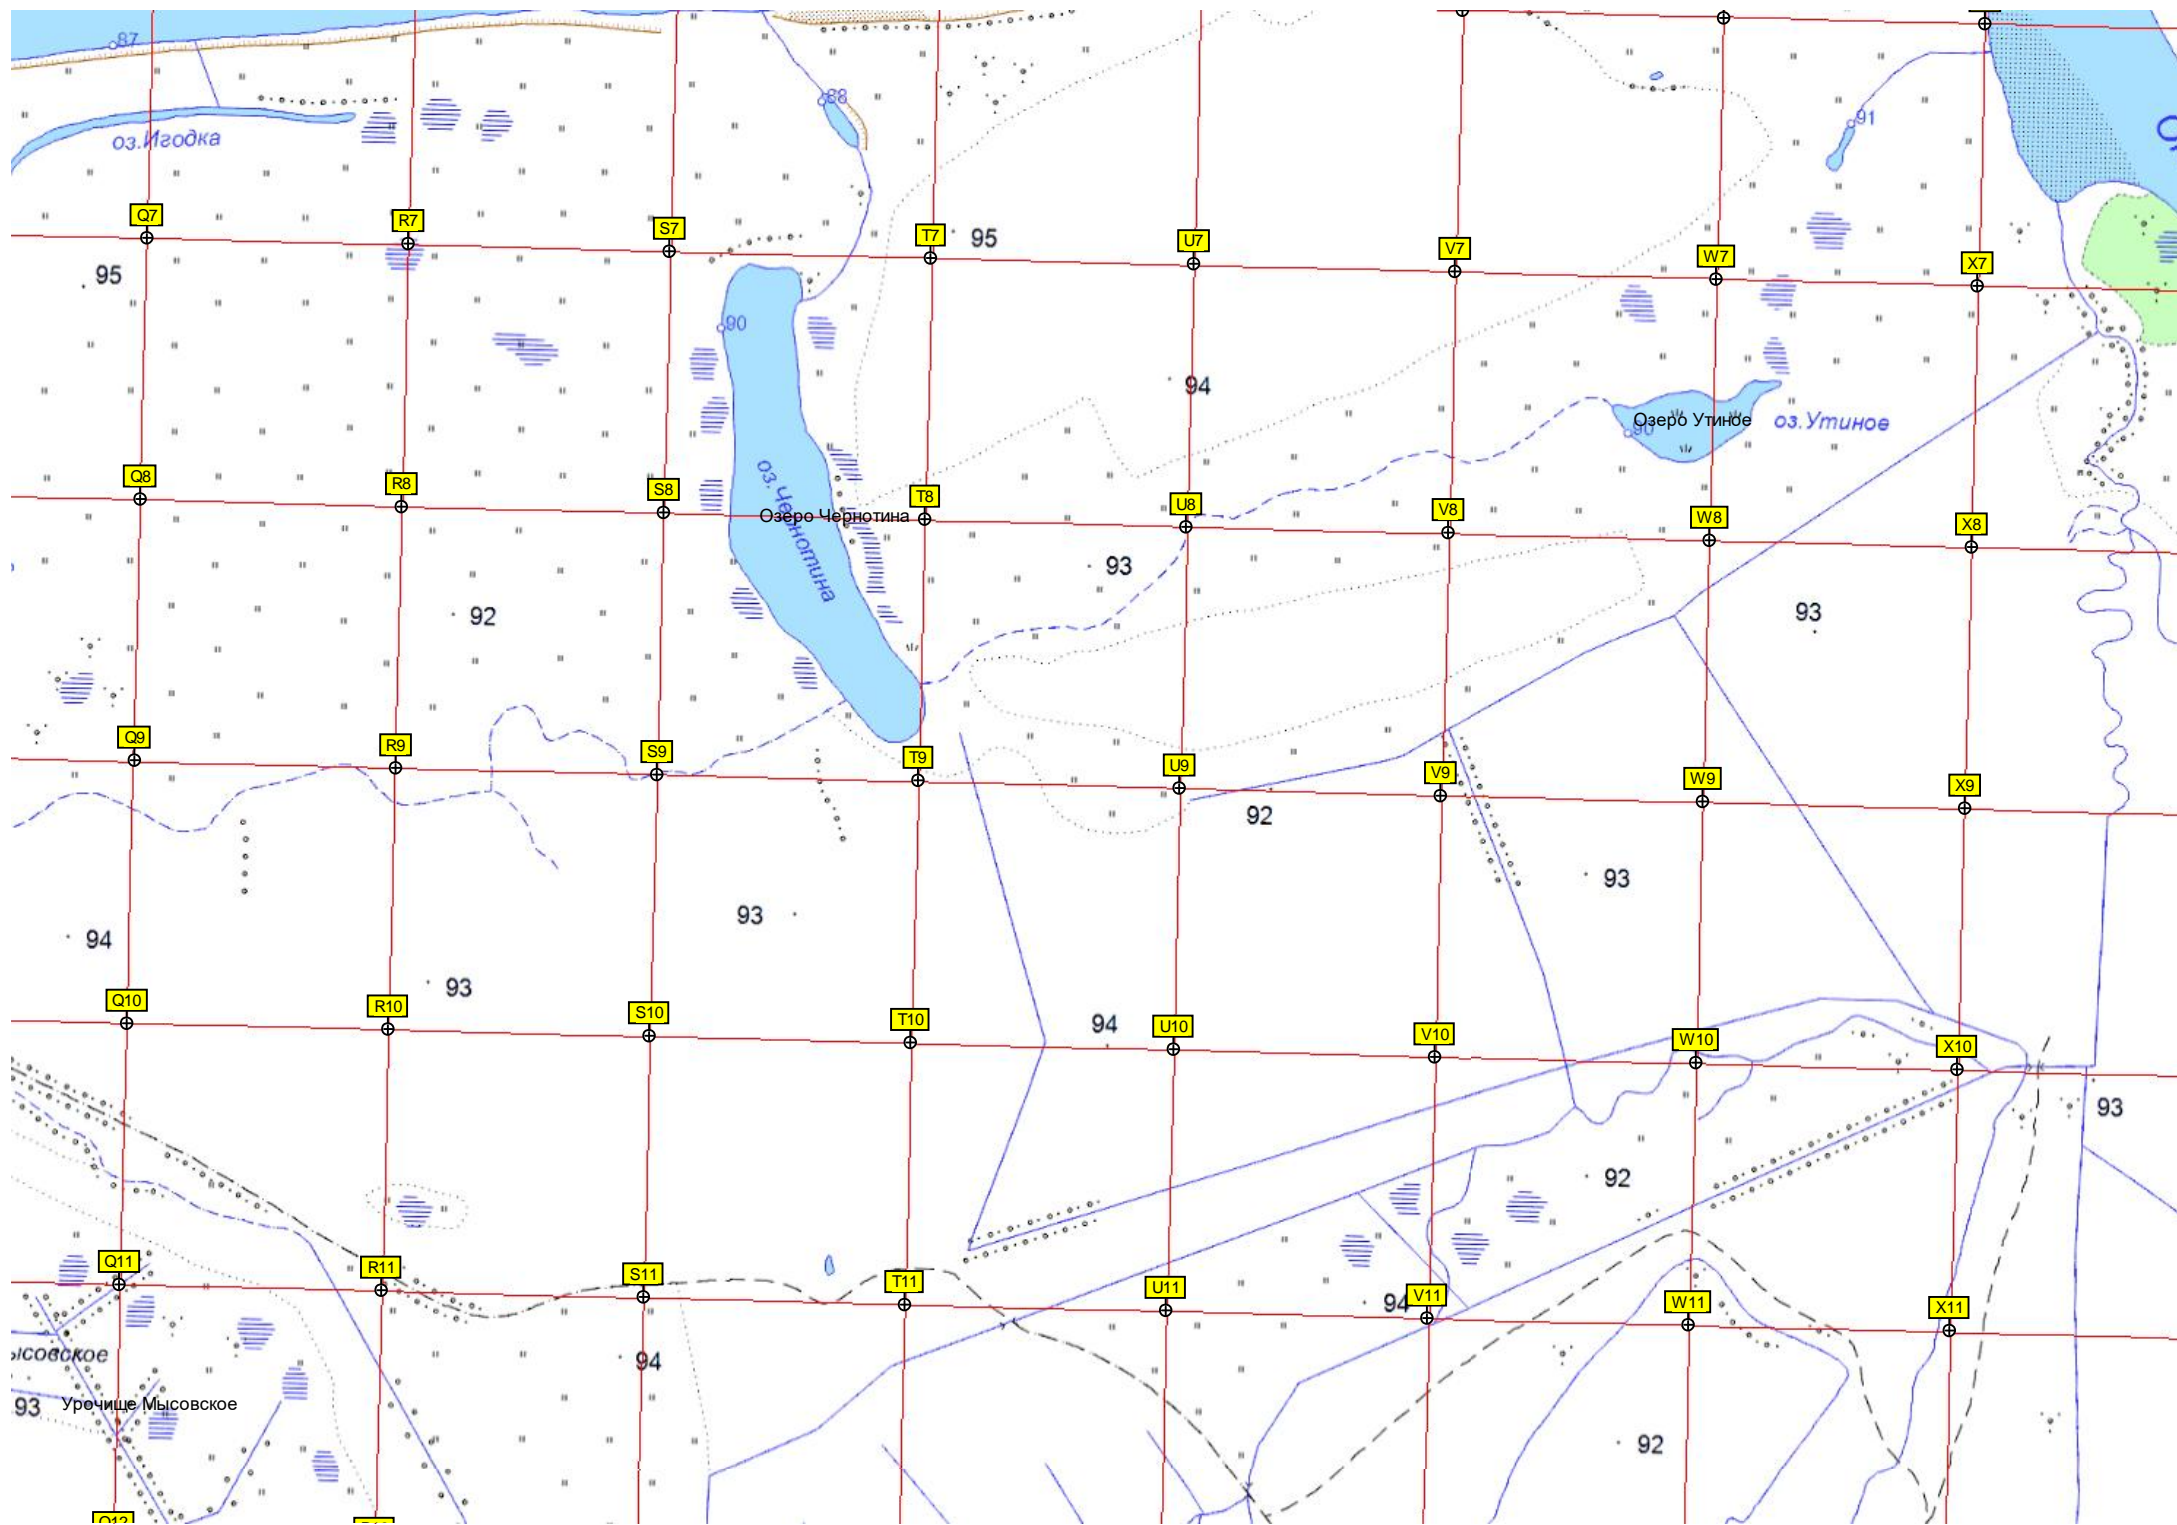 87
88
91
оз.Игодка
Q7
R7
S7
T7
95
U7
V7
W7
X7
95
90
94
Озеро Утиное
90
оз.Утиное
Q8
R8
S8
T8
U8
V8
W8
X8
оз.Чернотина
Озеро Чернотина
93
92
93
Q9
R9
S9
T9
U9
V9
W9
X9
92
93
93
94
93
Q10
R10
S10
T10
94
U10
V10
W10
X10
93
92
Q11
R11
S11
T11
U11
94
V11
W11
X11
ысовское
94
93
Урочище Мысовское
92
Q12